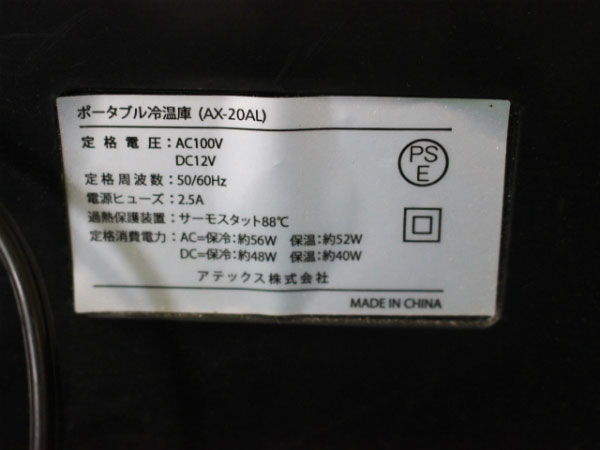 ポータブル冷温庫 (AX-20AL)
定格電圧：AC100V
DC12V
定格周波数：50/60Hz
電源ヒューズ：2.5A
過熱保護装置：サーモスタット88℃
定格消費電力：AC=保冷：約56W 保温：約52W
DC=保冷：約48W 保温：約40W
アテックス株式会社
MADE IN CHINA
PS
E